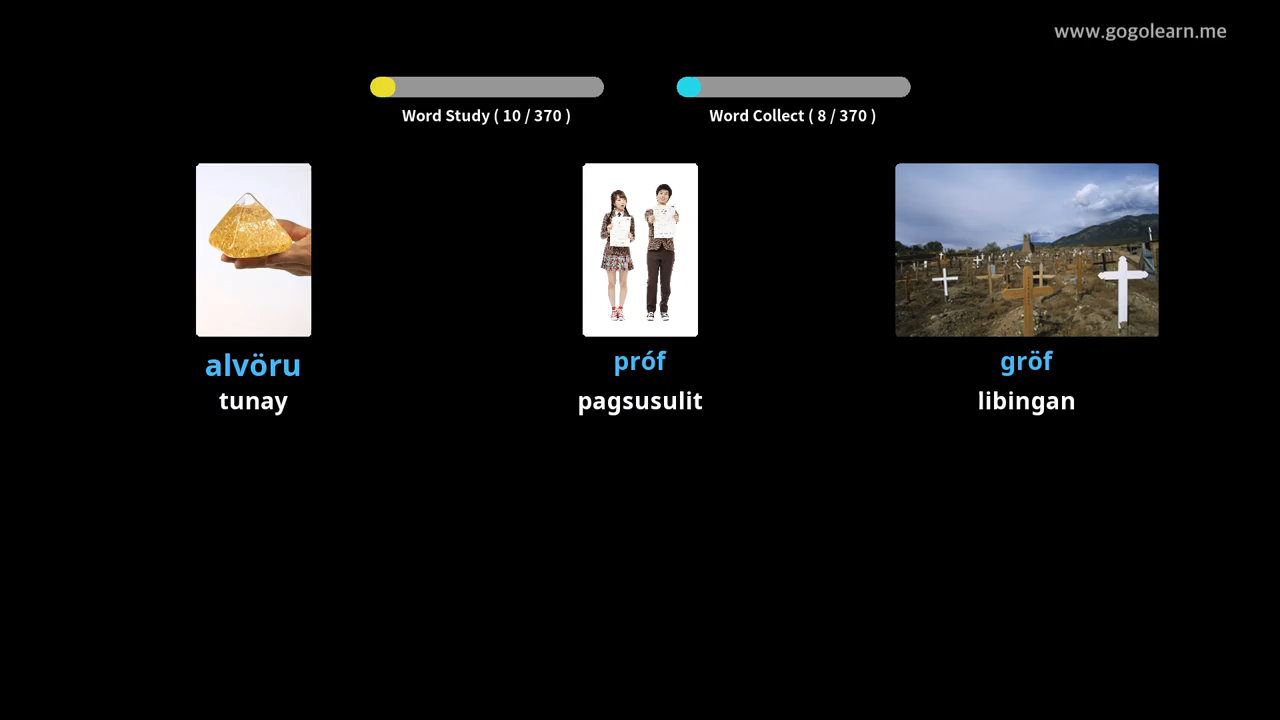 www.gogolearn.me
Word Study ( 10 / 370 )
Word Collect ( 8 / 370 )
alvöru
tunay
próf
pagsusulit
gröf
libingan